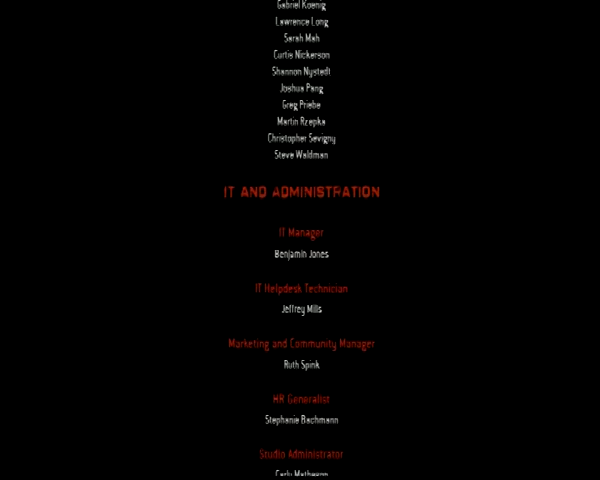 Gabriel Koenig
Lawrence Long
Sarah Mah
Curtis Nickerson
Shannon Nystedt
Joshua Pang
Greg Priebe
Martin Rzepka
Christopher Sevigny
Steve Waldman
IT AND ADMINISTRATION
IT Manager
Benjamin Jones
IT Helpdesk Technician
Jeffrey Mills
Marketing and Community Manager
Ruth Spink
HR Generalist
Stephanie Bachmann
Studio Administrator
Carly